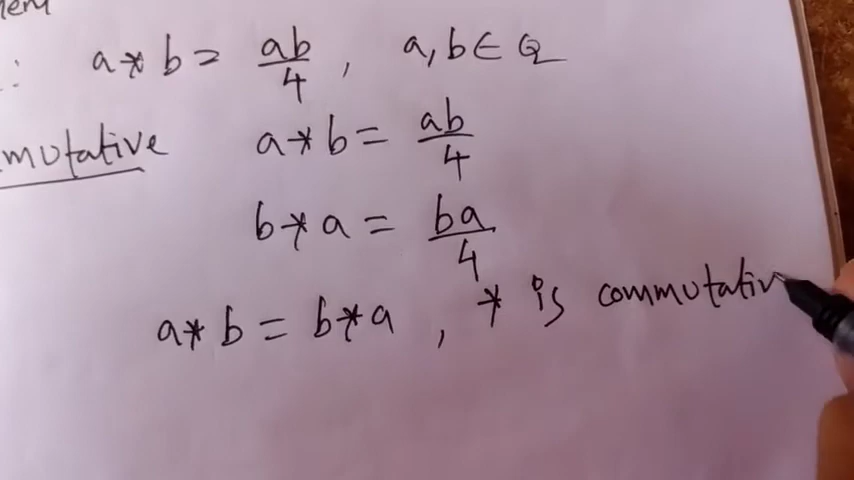 : a * b = ab/4 , a, b ∈ Q
mutative a * b = ab/4
b * a = ba/4
a * b = b * a , * is commutativ